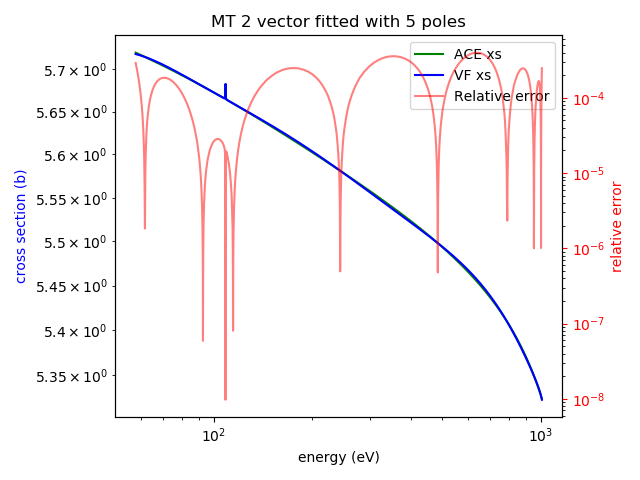 MT 2 vector fitted with 5 poles
ACE xs
VF xs
Relative error
cross section (b)
5.7 × 10⁰
5.65 × 10⁰
5.6 × 10⁰
5.55 × 10⁰
5.5 × 10⁰
5.45 × 10⁰
5.4 × 10⁰
5.35 × 10⁰
10⁻⁴
10⁻⁵
10⁻⁶
10⁻⁷
10⁻⁸
relative error
10² 10³
energy (eV)